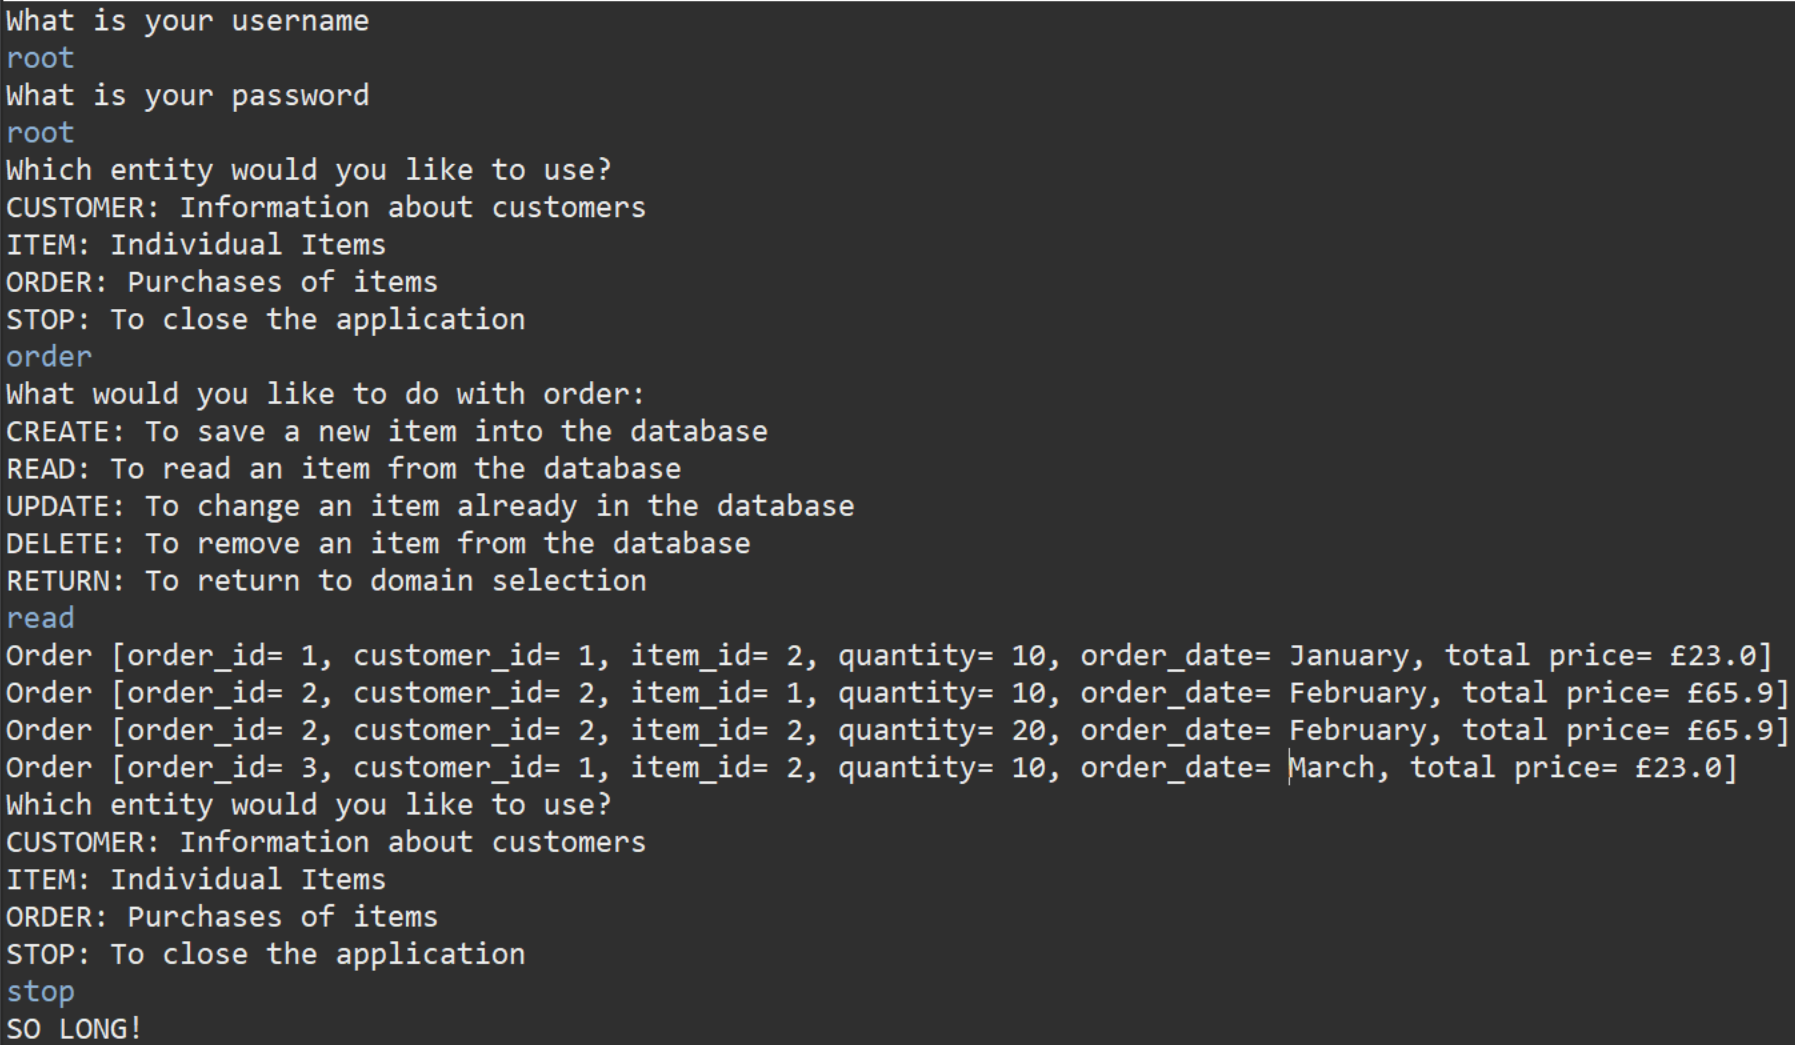 What is your username
root
What is your password
root
Which entity would you like to use?
CUSTOMER: Information about customers
ITEM: Individual Items
ORDER: Purchases of items
STOP: To close the application
order
What would you like to do with order:
CREATE: To save a new item into the database
READ: To read an item from the database
UPDATE: To change an item already in the database
DELETE: To remove an item from the database
RETURN: To return to domain selection
read
Order [order_id= 1, customer_id= 1, item_id= 2, quantity= 10, order_date= January, total price= £23.0]
Order [order_id= 2, customer_id= 2, item_id= 1, quantity= 10, order_date= February, total price= £65.9]
Order [order_id= 2, customer_id= 2, item_id= 2, quantity= 20, order_date= February, total price= £65.9]
Order [order_id= 3, customer_id= 1, item_id= 2, quantity= 10, order_date= March, total price= £23.0]
Which entity would you like to use?
CUSTOMER: Information about customers
ITEM: Individual Items
ORDER: Purchases of items
STOP: To close the application
stop
SO LONG!